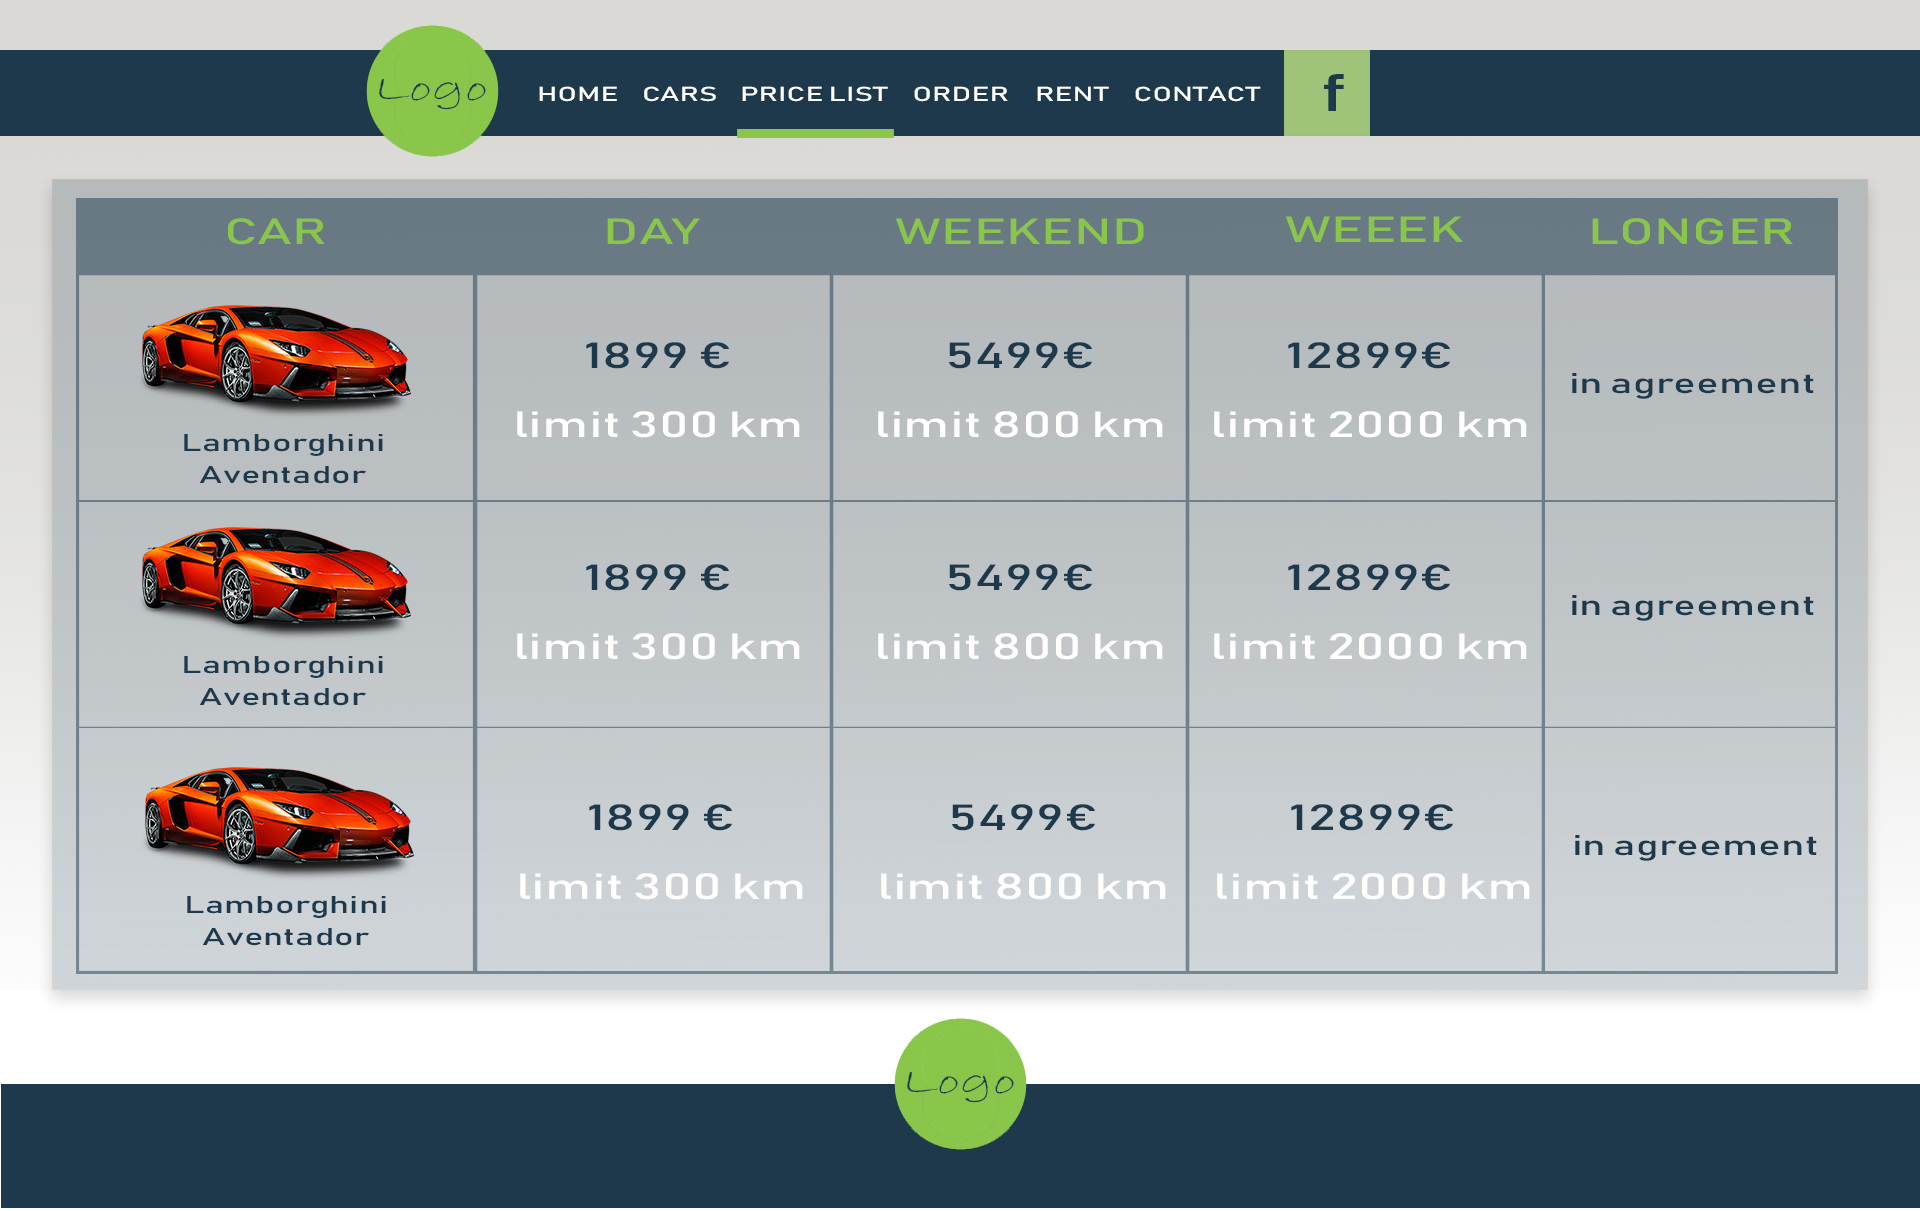 Logo
HOME CARS PRICE LIST ORDER RENT CONTACT f
CAR DAY WEEKEND WEEEK LONGER
1899 € 5499€ 12899€
in agreement
limit 300 km limit 800 km limit 2000 km
Lamborghini
Aventador
1899 € 5499€ 12899€
in agreement
limit 300 km limit 800 km limit 2000 km
Lamborghini
Aventador
1899 € 5499€ 12899€
in agreement
limit 300 km limit 800 km limit 2000 km
Lamborghini
Aventador
Logo